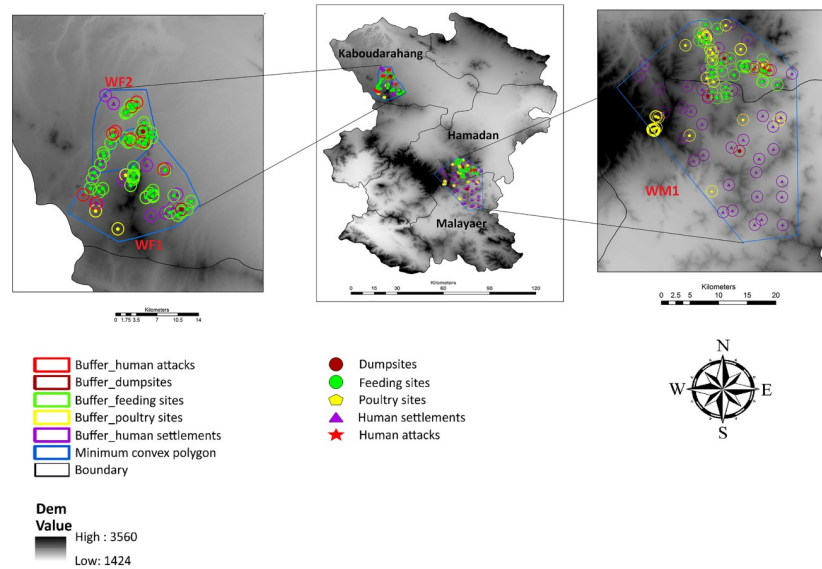 WF2
WF1
Kilometers
0 1.75 3.5 7 10.5 14
Kaboudarahang
Hamadan
Malayaer
Kilometers
0 15 30 60 90 120
WM1
Kilometers
0 2.5 5 10 15 20
Buffer_human attacks
Buffer_dumpsites
Buffer_feeding sites
Buffer_poultry sites
Buffer_human settlements
Minimum convex polygon
Boundary
Dumpsites
Feeding sites
Poultry sites
Human settlements
Human attacks
N
W E
S
Dem
Value
High : 3560
Low: 1424